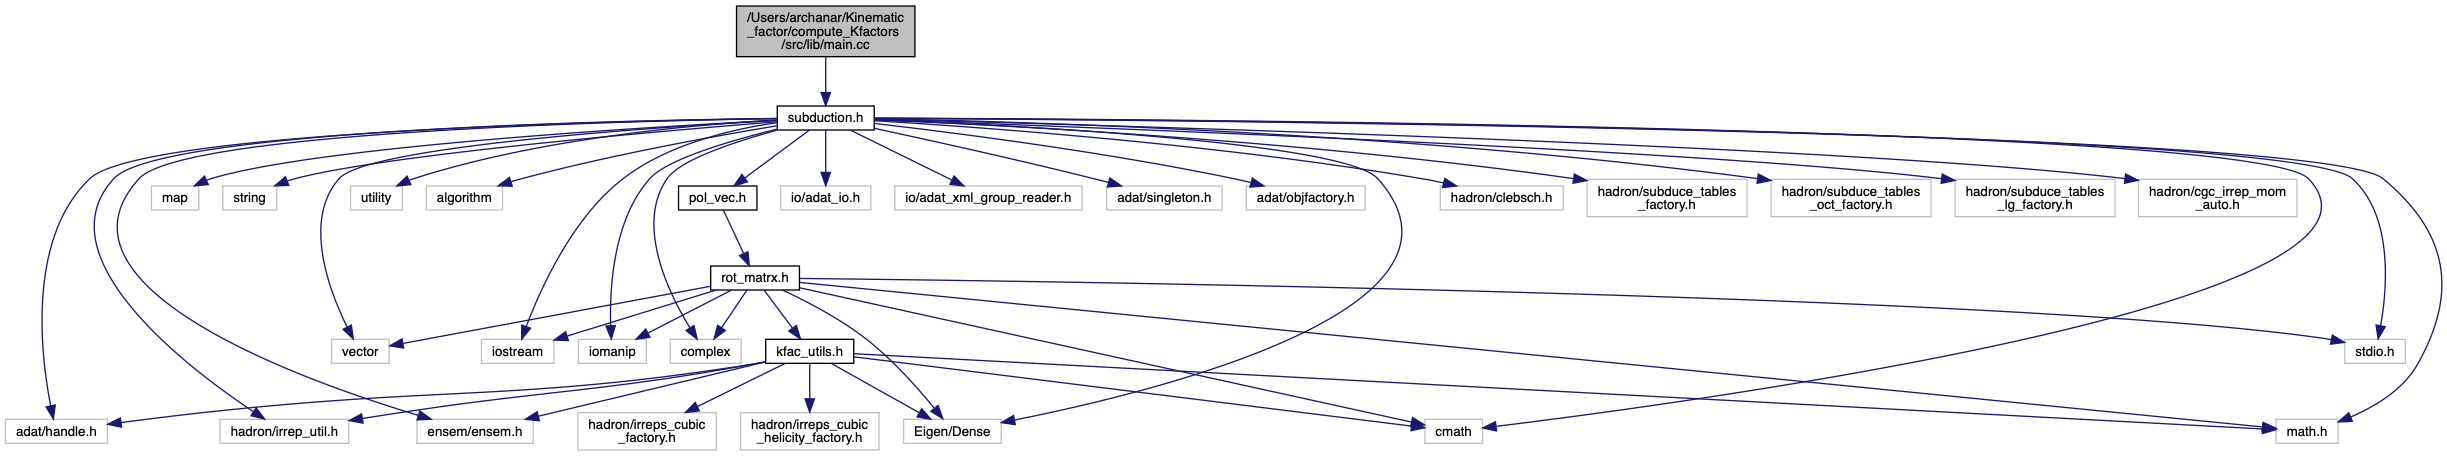 /Users/archanar/Kinematic
_factor/compute_Kfactors
/src/lib/main.cc
subduction.h
map
string
utility
algorithm
pol_vec.h
io/adat_io.h
io/adat_xml_group_reader.h
adat/singleton.h
adat/objfactory.h
hadron/clebsch.h
hadron/subduce_tables
_factory.h
hadron/subduce_tables
_oct_factory.h
hadron/subduce_tables
_lg_factory.h
hadron/cgc_irrep_mom
_auto.h
rot_matrx.h
vector
iostream
iomanip
complex
kfac_utils.h
stdio.h
adat/handle.h
hadron/irrep_util.h
ensem/ensem.h
hadron/irreps_cubic
_factory.h
hadron/irreps_cubic
_helicity_factory.h
Eigen/Dense
cmath
math.h